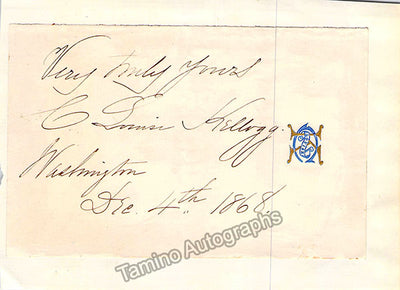 Very truly Yours
C. Louise Kellogg.
Washington
Dec. 4th 1868.
Tamino Autographs